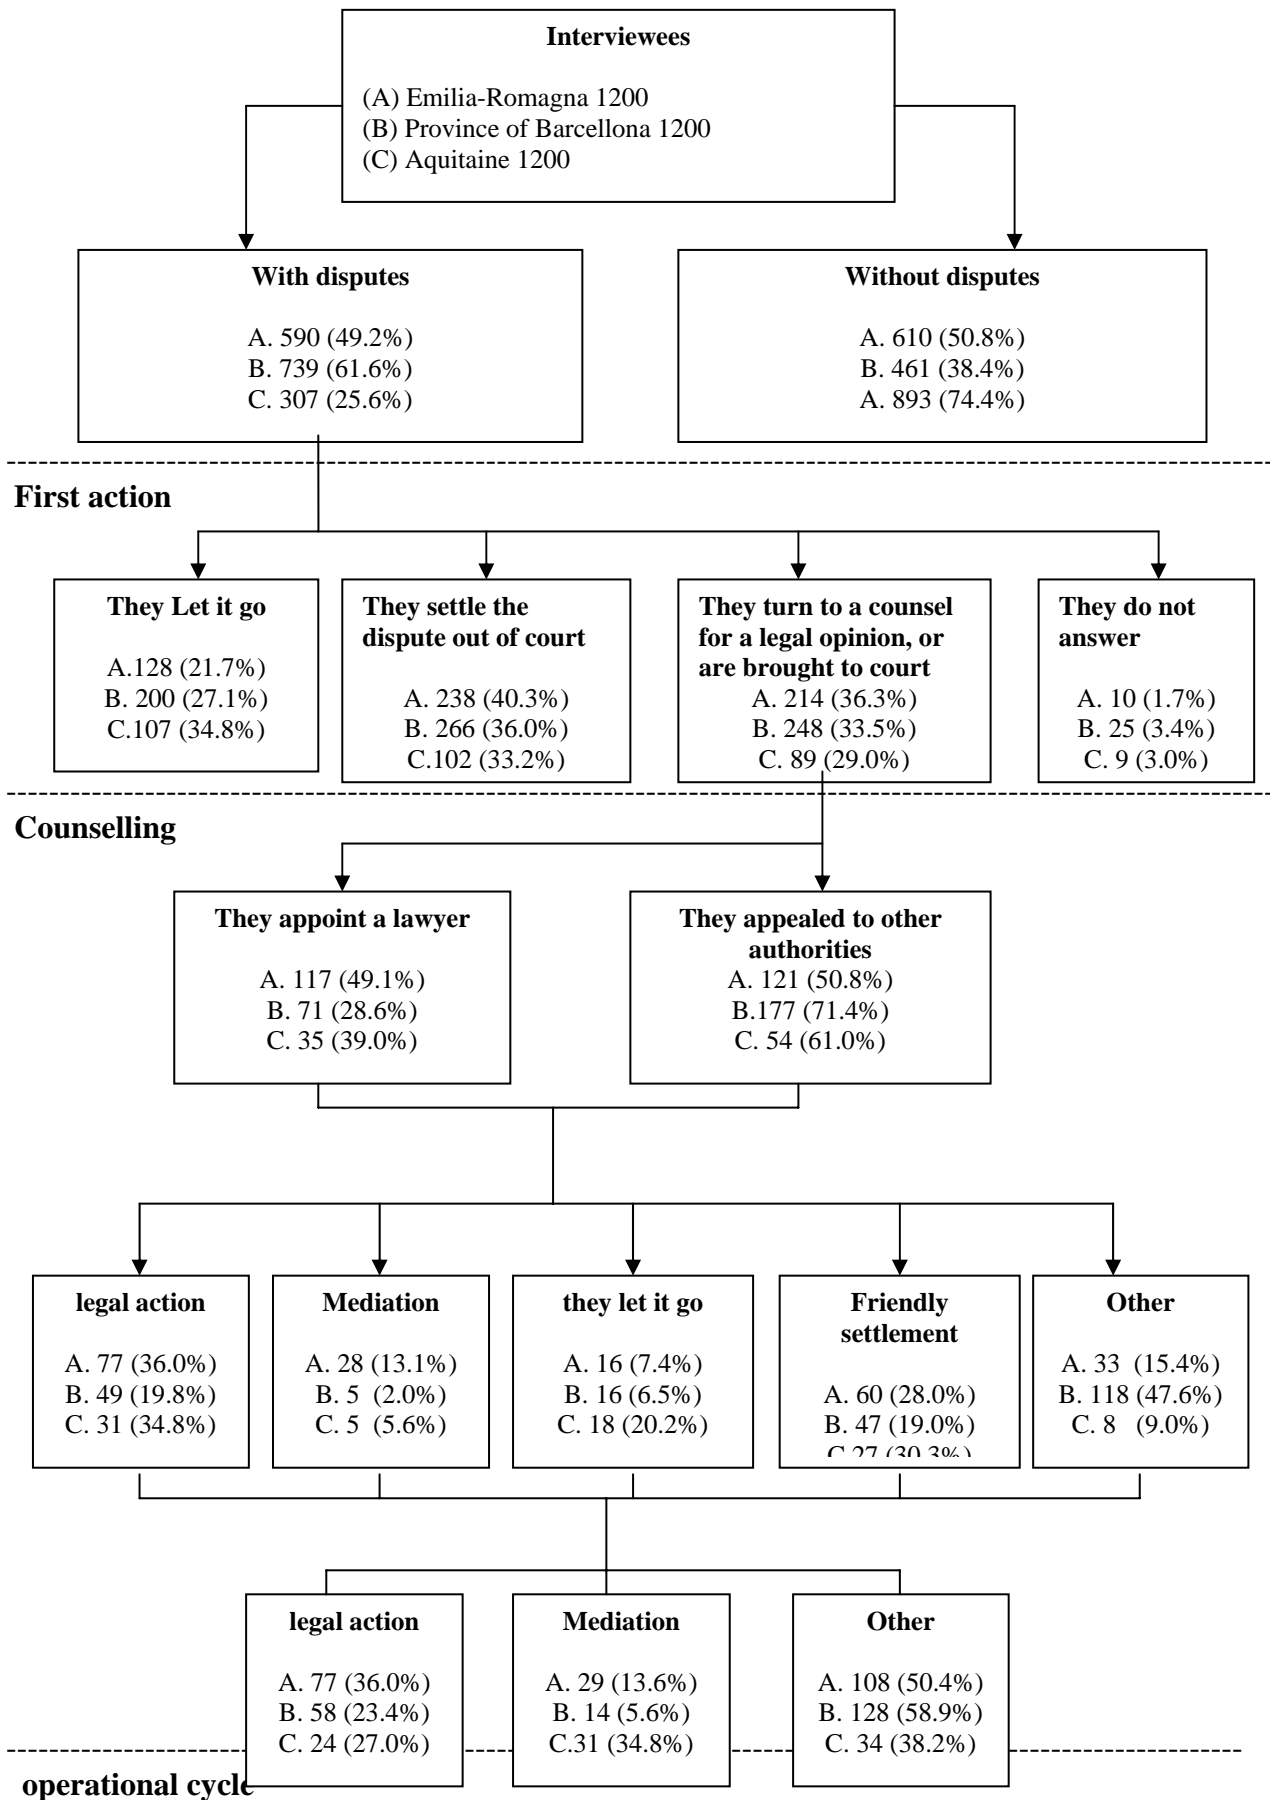 Interviewees
(A) Emilia-Romagna 1200
(B) Province of Barcellona 1200
(C) Aquitaine 1200
With disputes
A. 590 (49.2%)
B. 739 (61.6%)
C. 307 (25.6%)
Without disputes
A. 610 (50.8%)
B. 461 (38.4%)
A. 893 (74.4%)
First action
They Let it go
A.128 (21.7%)
B. 200 (27.1%)
C.107 (34.8%)
They settle the
dispute out of court
A. 238 (40.3%)
B. 266 (36.0%)
C.102 (33.2%)
They turn to a counsel
for a legal opinion, or
are brought to court
A. 214 (36.3%)
B. 248 (33.5%)
C. 89 (29.0%)
They do not
answer
A. 10 (1.7%)
B. 25 (3.4%)
C. 9 (3.0%)
Counselling
They appoint a lawyer
A. 117 (49.1%)
B. 71 (28.6%)
C. 35 (39.0%)
They appealed to other
authorities
A. 121 (50.8%)
B.177 (71.4%)
C. 54 (61.0%)
legal action
A. 77 (36.0%)
B. 49 (19.8%)
C. 31 (34.8%)
Mediation
A. 28 (13.1%)
B. 5 (2.0%)
C. 5 (5.6%)
they let it go
A. 16 (7.4%)
B. 16 (6.5%)
C. 18 (20.2%)
Friendly
settlement
A. 60 (28.0%)
B. 47 (19.0%)
C.27 (30.3%)
Other
A. 33 (15.4%)
B. 118 (47.6%)
C. 8 (9.0%)
legal action
A. 77 (36.0%)
B. 58 (23.4%)
C. 24 (27.0%)
Mediation
A. 29 (13.6%)
B. 14 (5.6%)
C.31 (34.8%)
Other
A. 108 (50.4%)
B. 128 (58.9%)
C. 34 (38.2%)
operational cycle